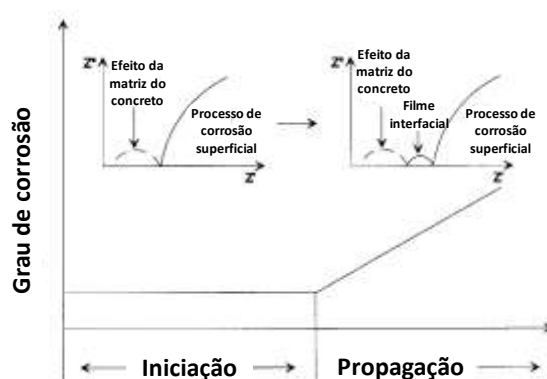 Z"
Efeito da
matriz do
concreto
Processo de
corrosão
superficial
Z'
Z"
Efeito da
matriz do
concreto
Filme
interfacial
Processo de
corrosão
superficial
Z'
Grau de corrosão
Iniciação
Propagação